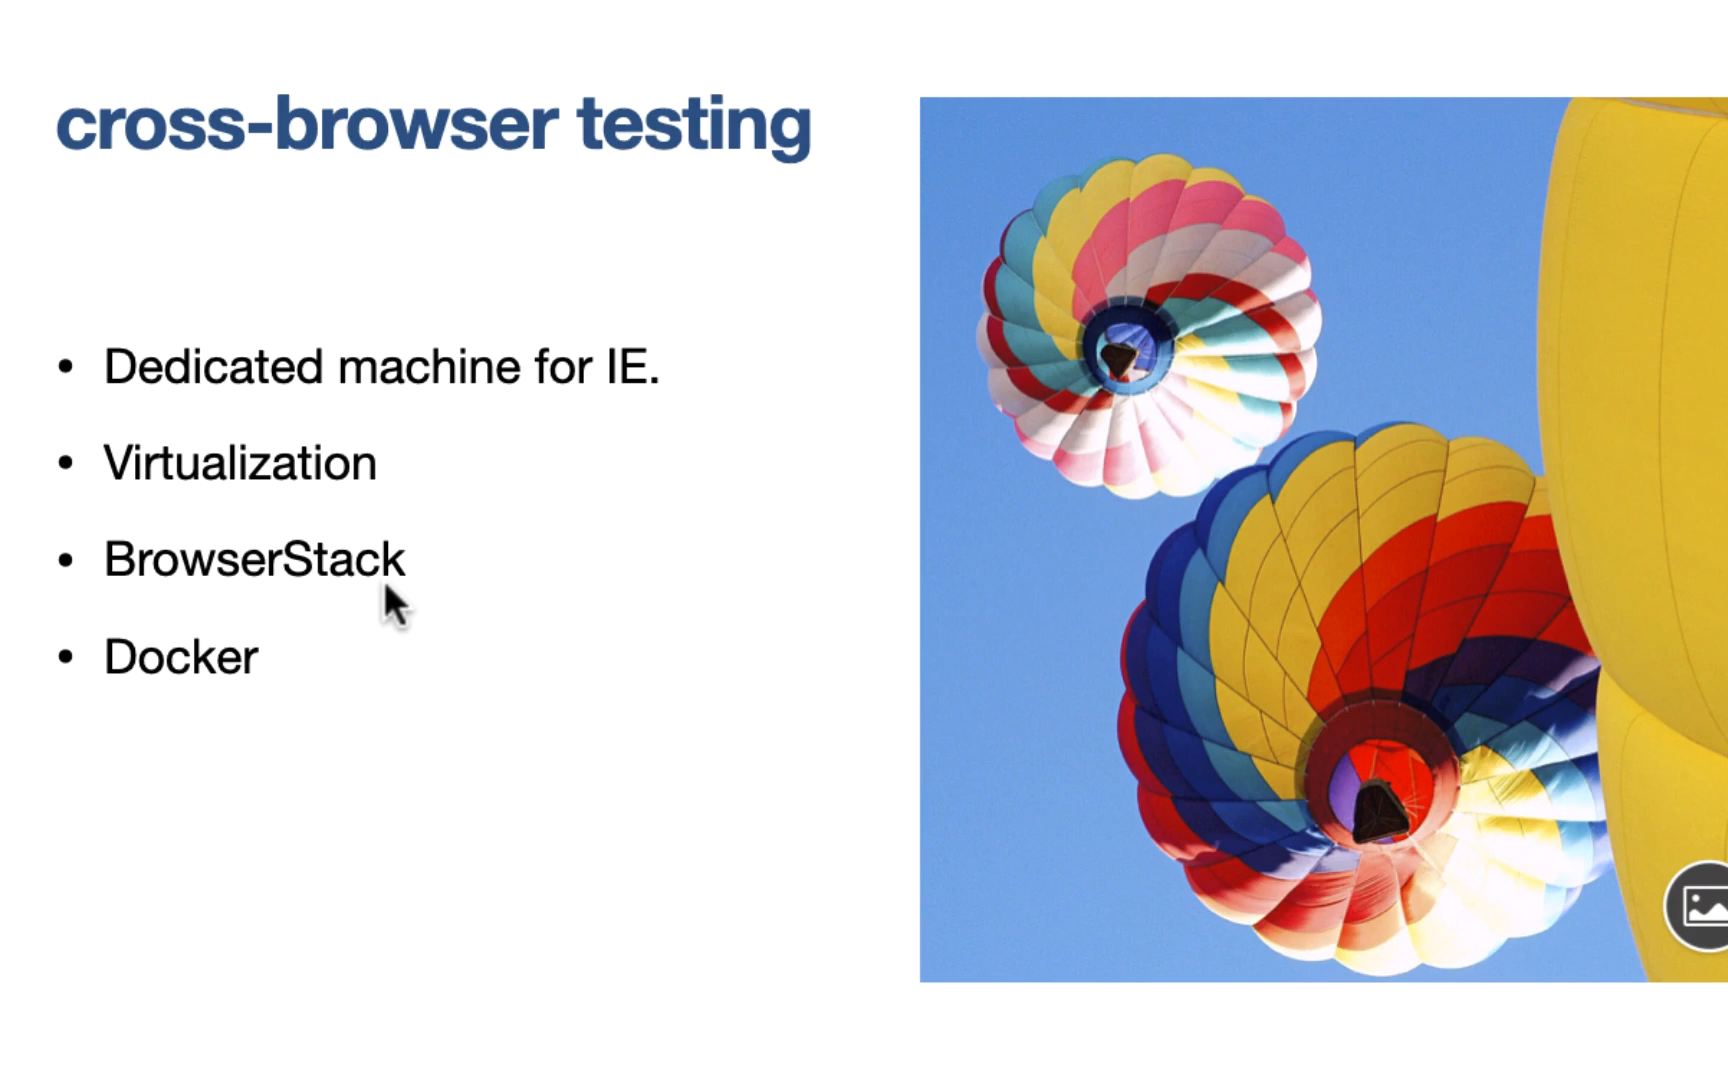 cross-browser testing
• Dedicated machine for IE.
• Virtualization
• BrowserStack
• Docker